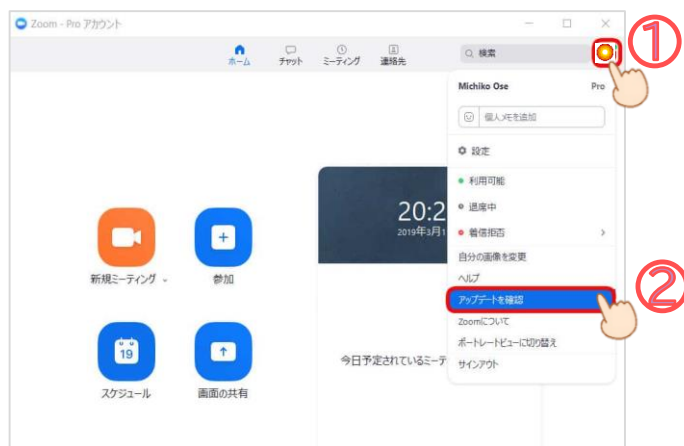 Zoom - Pro アカウント
ホーム
チャット
ミーティング
連絡先
検索
①
Michiko Ose
Pro
個人メモを追加
設定
利用可能
退席中
着信拒否
自分の画像を変更
ヘルプ
アップデートを確認
②
Zoomについて
ポートレートビューに切り替え
サインアウト
20:2
2019年3月1
新規ミーティング
参加
19
スケジュール
画面の共有
今日予定されているミーテ